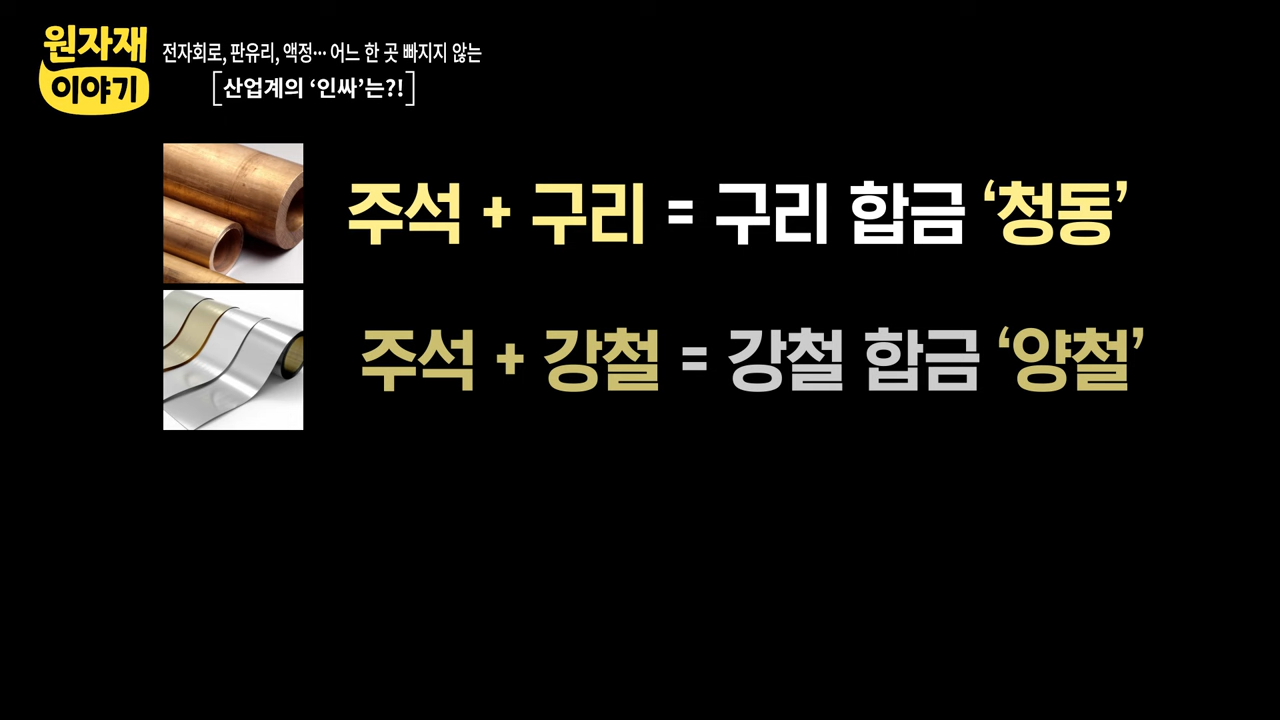 원자재
이야기
전자회로, 판유리, 액정… 어느 한 곳 빠지지 않는
[산업계의 ‘인싸’는?!]
주석 + 구리 = 구리 합금 ‘청동’
주석 + 강철 = 강철 합금 ‘양철’